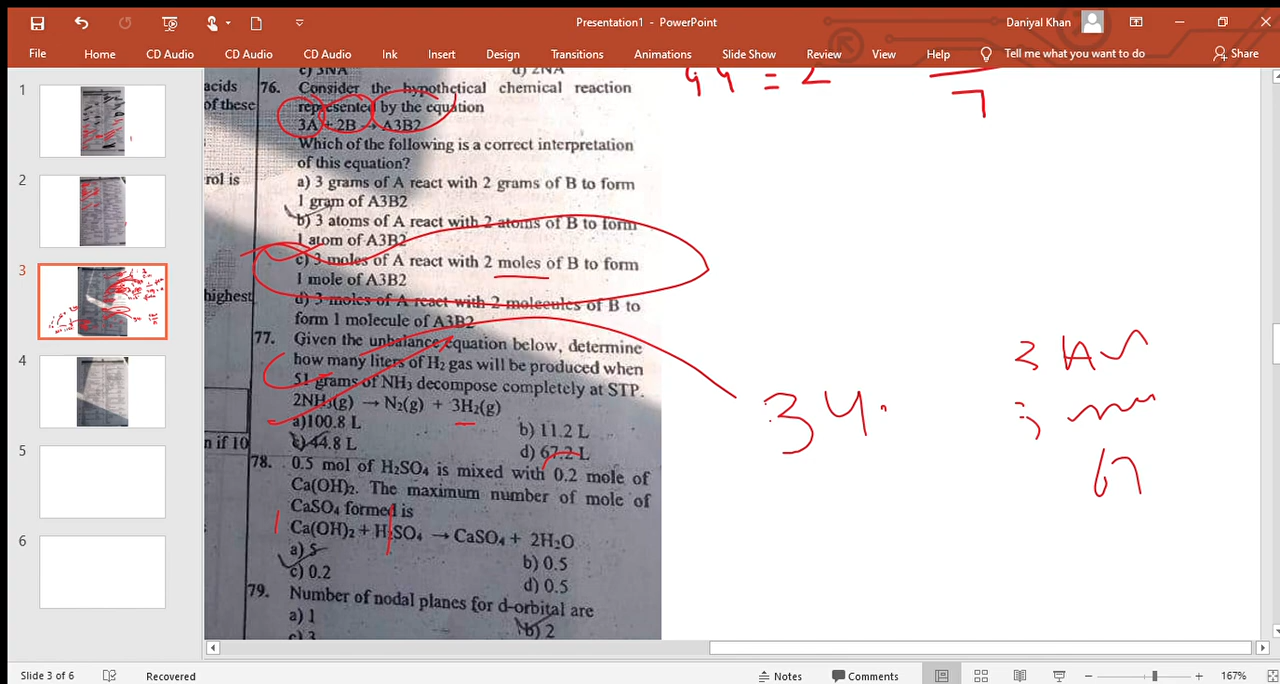 Presentation1 - PowerPoint
Daniyal Khan
File Home CD Audio CD Audio CD Audio Ink Insert Design Transitions Animations Slide Show Review View Help Tell me what you want to do Share
1
2
3
4
5
6
acids
of these
rol is
highest
n if 10
c) 3NA d) 2NA
76. Consider the hypothetical chemical reaction
represented by the equation
3A + 2B → A3B2
Which of the following is a correct interpretation
of this equation?
a) 3 grams of A react with 2 grams of B to form
1 gram of A3B2
b) 3 atoms of A react with 2 atoms of B to form
1 atom of A3B2
c) 3 moles of A react with 2 moles of B to form
1 mole of A3B2
d) 3 moles of A react with 2 molecules of B to
form 1 molecule of A3B2
77. Given the unbalance equation below, determine
how many liters of H₂ gas will be produced when
51 grams of NH₃ decompose completely at STP.
2NH₃(g) → N₂(g) + 3H₂(g)
a)100.8 L b) 11.2 L
c) 44.8 L d) 67.2 L
78. 0.5 mol of H₂SO₄ is mixed with 0.2 mole of
Ca(OH)₂. The maximum number of mole of
CaSO₄ formed is
Ca(OH)₂ + H₂SO₄ → CaSO₄ + 2H₂O
a) 5 b) 0.5
c) 0.2 d) 0.5
79. Number of nodal planes for d-orbital are
a) 1 b) 2
c) 3
44 = 2
7
34.
3
67
Slide 3 of 6 Recovered Notes Comments 167%